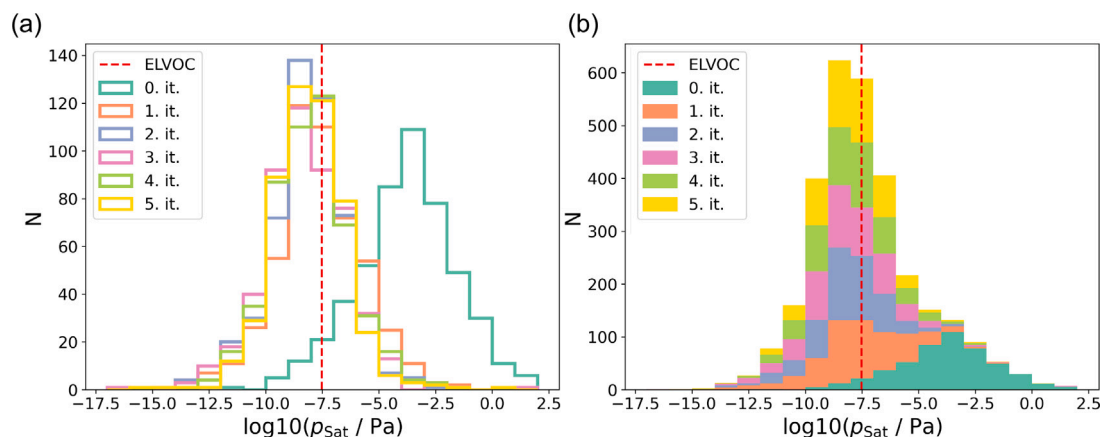 (a)
140
120
100
80
60
40
20
0
N
ELVOC
0. it.
1. it.
2. it.
3. it.
4. it.
5. it.
−17.5 −15.0 −12.5 −10.0 −7.5 −5.0 −2.5 0.0 2.5
log10(pSat / Pa)
(b)
600
500
400
300
200
100
0
N
ELVOC
0. it.
1. it.
2. it.
3. it.
4. it.
5. it.
−17.5 −15.0 −12.5 −10.0 −7.5 −5.0 −2.5 0.0 2.5
log10(pSat / Pa)